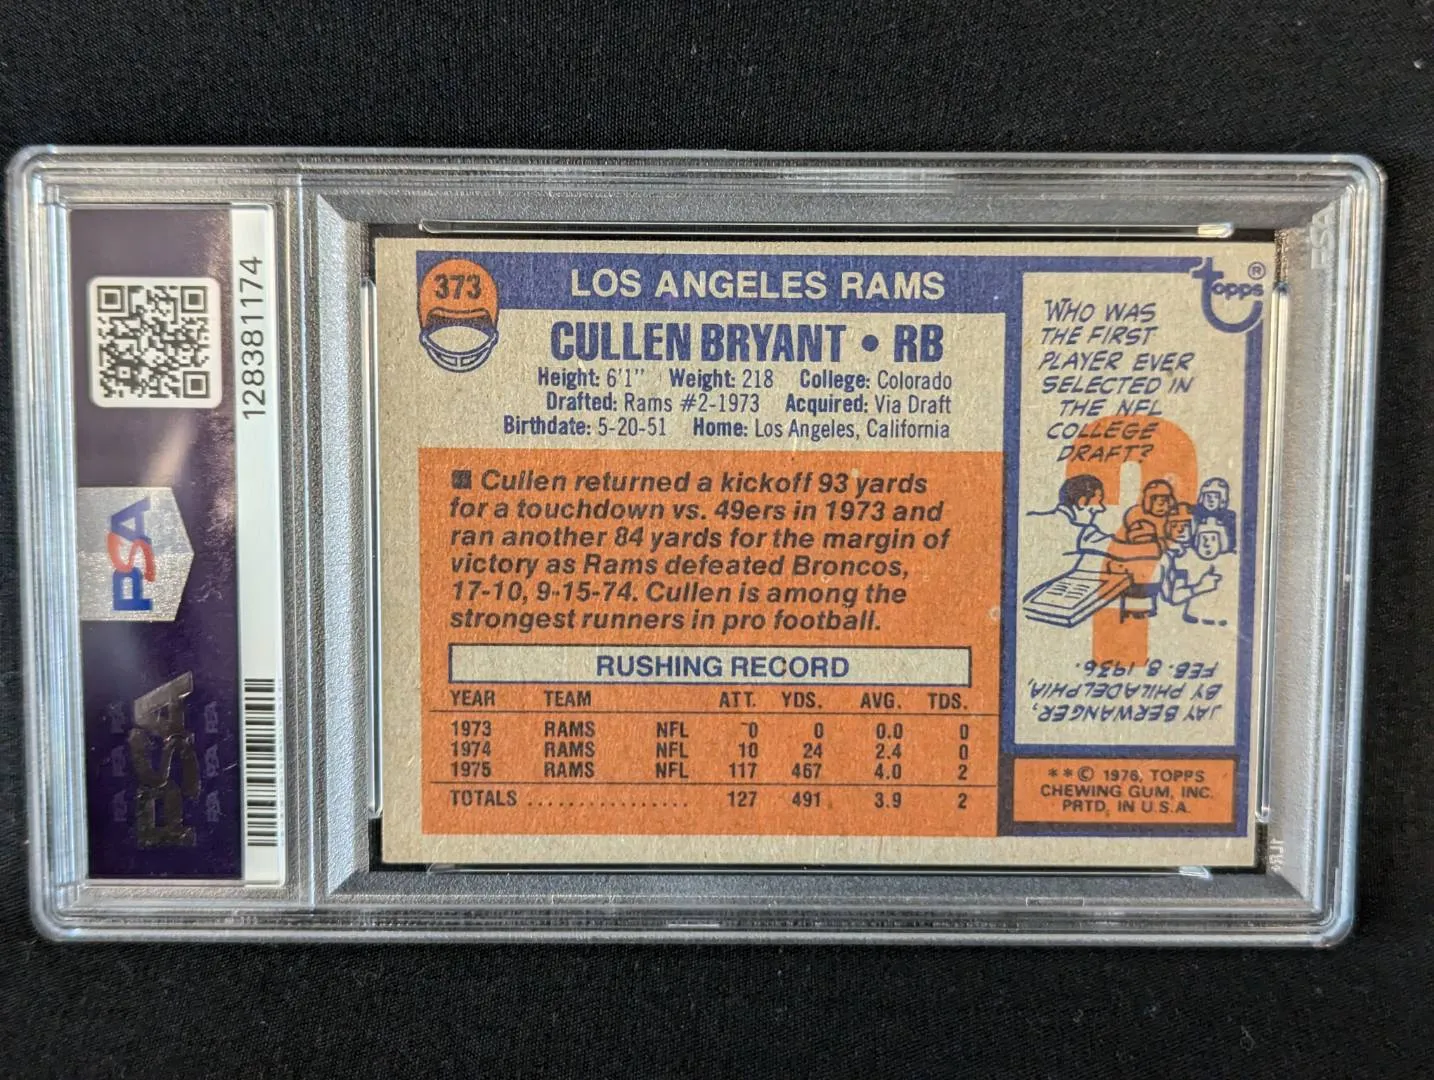 128381174
PSA
PSA
373
LOS ANGELES RAMS
CULLEN BRYANT • RB
Height: 6'1" Weight: 218 College: Colorado
Drafted: Rams #2-1973 Acquired: Via Draft
Birthdate: 5-20-51 Home: Los Angeles, California
Cullen returned a kickoff 93 yards
for a touchdown vs. 49ers in 1973 and
ran another 84 yards for the margin of
victory as Rams defeated Broncos,
17-10, 9-15-74. Cullen is among the
strongest runners in pro football.
RUSHING RECORD
YEAR TEAM ATT. YDS. AVG. TDS.
1973 RAMS NFL 0 0 0.0 0
1974 RAMS NFL 10 24 2.4 0
1975 RAMS NFL 117 467 4.0 2
TOTALS ................ 127 491 3.9 2
topps®
WHO WAS
THE FIRST
PLAYER EVER
SELECTED IN
THE NFL
COLLEGE
DRAFT?
?
JAY BERWANGER,
BY PHILADELPHIA,
FEB. 8, 1936.
**© 1976, TOPPS
CHEWING GUM, INC.
PRTD. IN U.S.A.